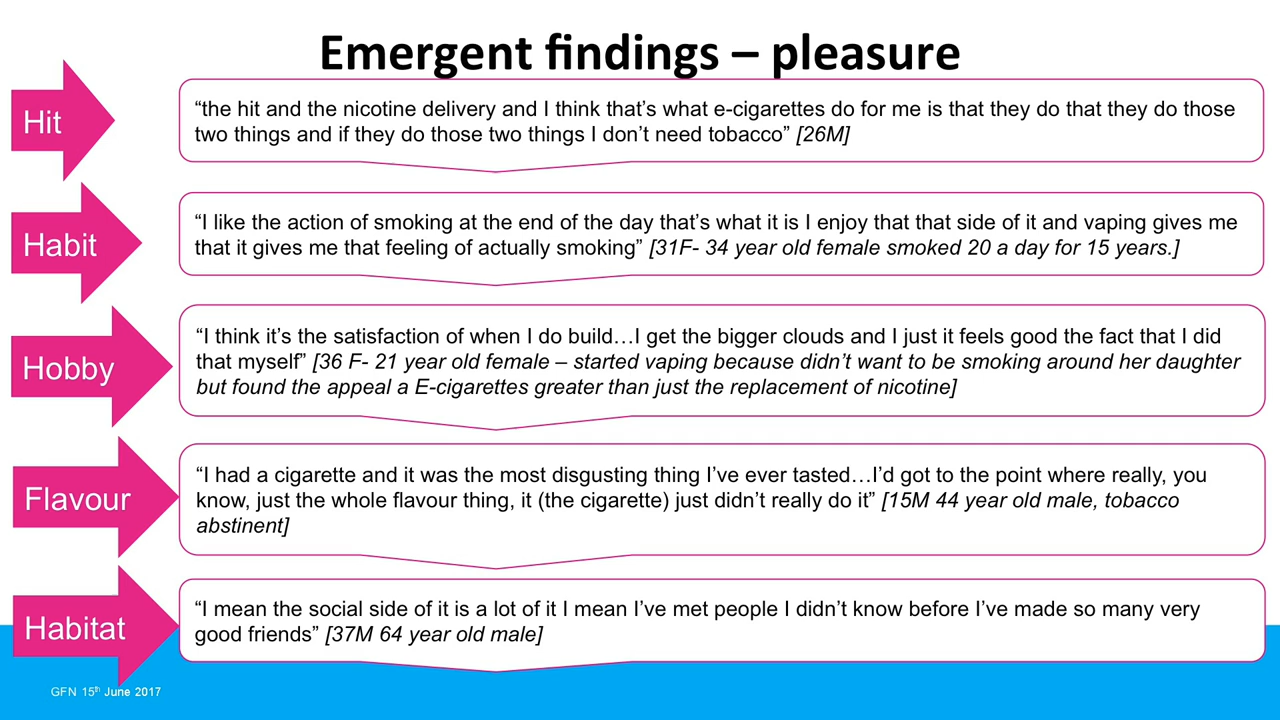 Emergent findings – pleasure
Hit
“the hit and the nicotine delivery and I think that’s what e-cigarettes do for me is that they do that they do those
two things and if they do those two things I don’t need tobacco” [26M]
Habit
“I like the action of smoking at the end of the day that’s what it is I enjoy that that side of it and vaping gives me
that it gives me that feeling of actually smoking” [31F- 34 year old female smoked 20 a day for 15 years.]
Hobby
“I think it’s the satisfaction of when I do build…I get the bigger clouds and I just it feels good the fact that I did
that myself” [36 F- 21 year old female – started vaping because didn’t want to be smoking around her daughter
but found the appeal a E-cigarettes greater than just the replacement of nicotine]
Flavour
“I had a cigarette and it was the most disgusting thing I’ve ever tasted…I’d got to the point where really, you
know, just the whole flavour thing, it (the cigarette) just didn’t really do it” [15M 44 year old male, tobacco
abstinent]
Habitat
“I mean the social side of it is a lot of it I mean I’ve met people I didn’t know before I’ve made so many very
good friends” [37M 64 year old male]
GFN 15th June 2017